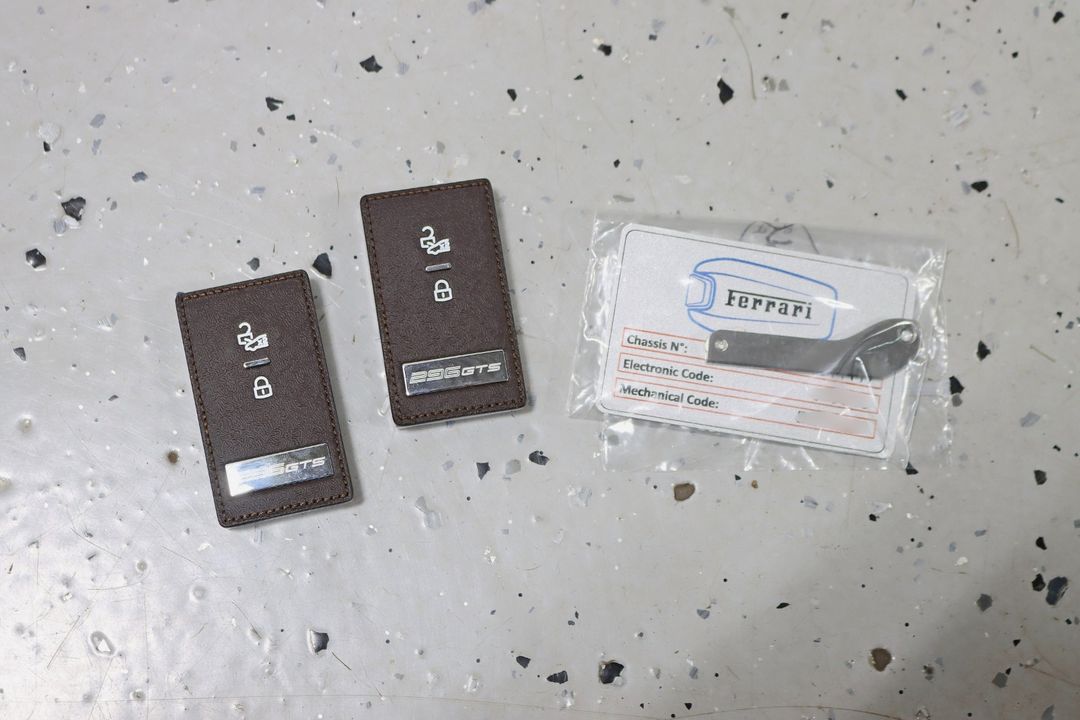 296GTS
296GTS
Ferrari
Chassis N°:
Electronic Code:
Mechanical Code: